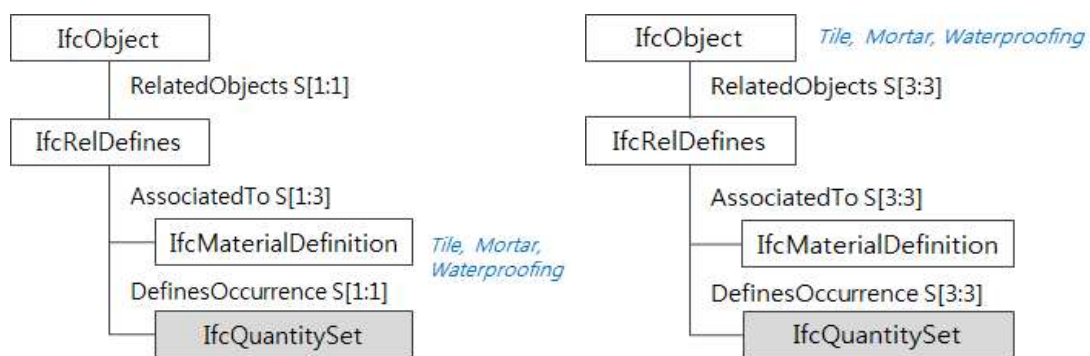 IfcObject
RelatedObjects S[1:1]
IfcRelDefines
AssociatedTo S[1:3]
IfcMaterialDefinition
Tile, Mortar,
Waterproofing
DefinesOccurrence S[1:1]
IfcQuantitySet
IfcObject
Tile, Mortar, Waterproofing
RelatedObjects S[3:3]
IfcRelDefines
AssociatedTo S[3:3]
IfcMaterialDefinition
DefinesOccurrence S[3:3]
IfcQuantitySet